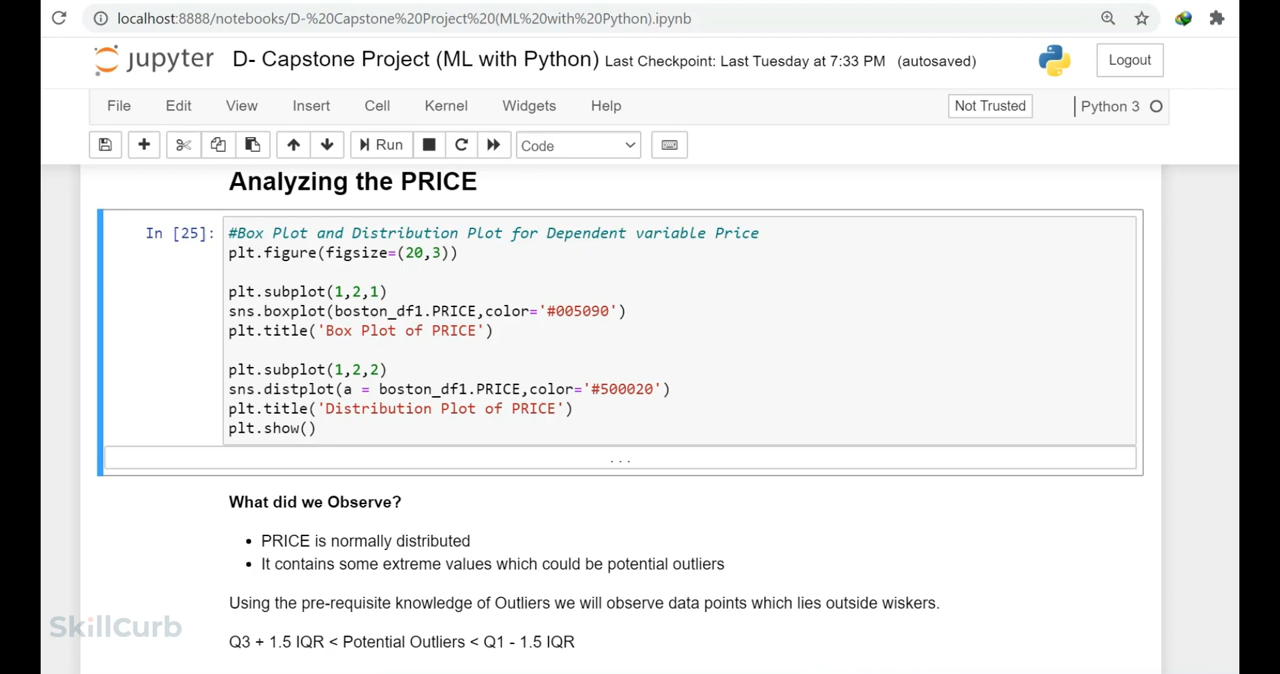 localhost:8888/notebooks/D-%20Capstone%20Project%20(ML%20with%20Python).ipynb
jupyter D- Capstone Project (ML with Python) Last Checkpoint: Last Tuesday at 7:33 PM (autosaved) Logout
File Edit View Insert Cell Kernel Widgets Help Not Trusted Python 3
Run Code
Analyzing the PRICE
In [25]: #Box Plot and Distribution Plot for Dependent variable Price
plt.figure(figsize=(20,3))
plt.subplot(1,2,1)
sns.boxplot(boston_df1.PRICE,color='#005090')
plt.title('Box Plot of PRICE')
plt.subplot(1,2,2)
sns.distplot(a = boston_df1.PRICE,color='#500020')
plt.title('Distribution Plot of PRICE')
plt.show()
...
What did we Observe?
• PRICE is normally distributed
• It contains some extreme values which could be potential outliers
Using the pre-requisite knowledge of Outliers we will observe data points which lies outside wiskers.
SkillCurb
Q3 + 1.5 IQR < Potential Outliers < Q1 - 1.5 IQR